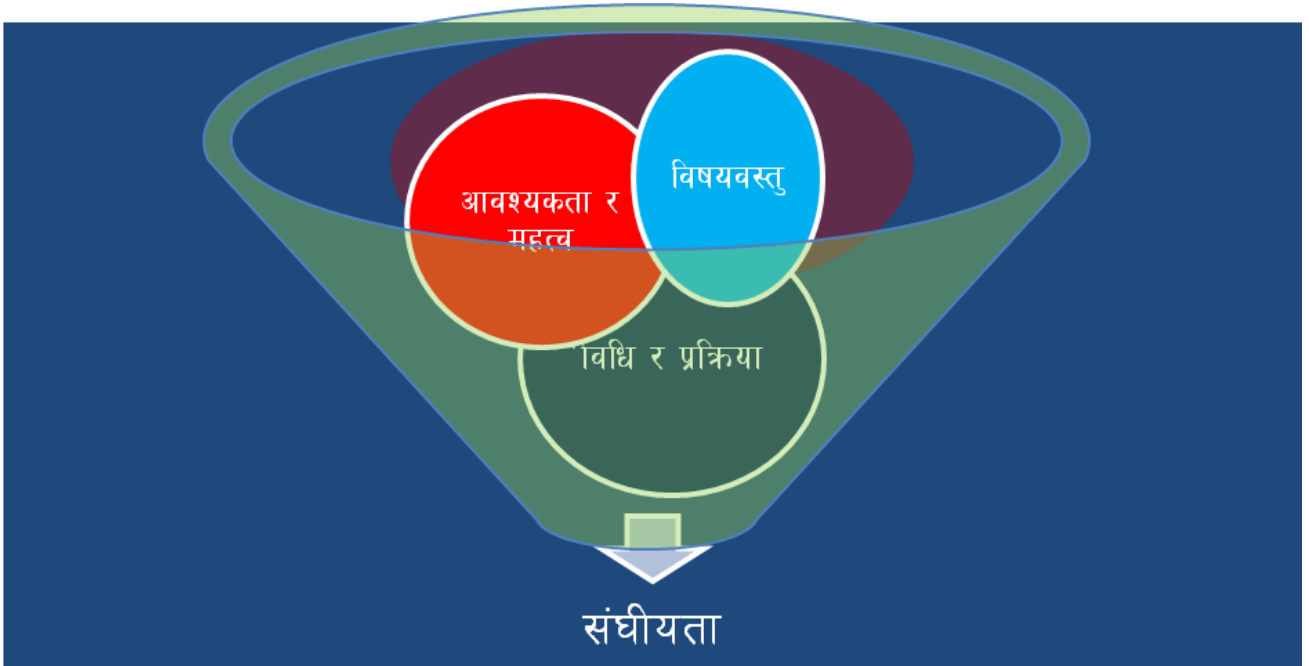 विषयवस्तु
आवश्यकता र
महत्व
विधि र प्रक्रिया
संघीयता